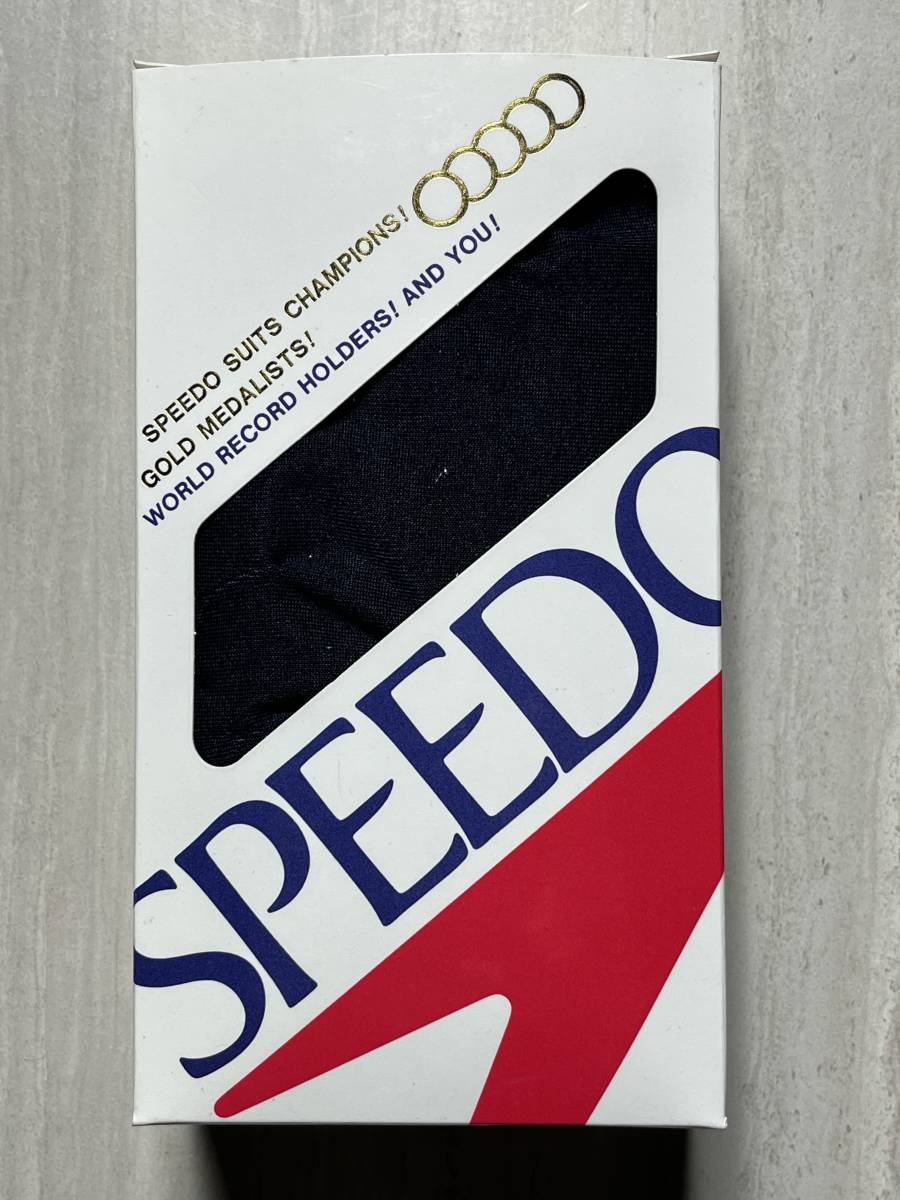 SPEEDO SUITS CHAMPIONS!
GOLD MEDALISTS!
WORLD RECORD HOLDERS! AND YOU!
SPEEDO